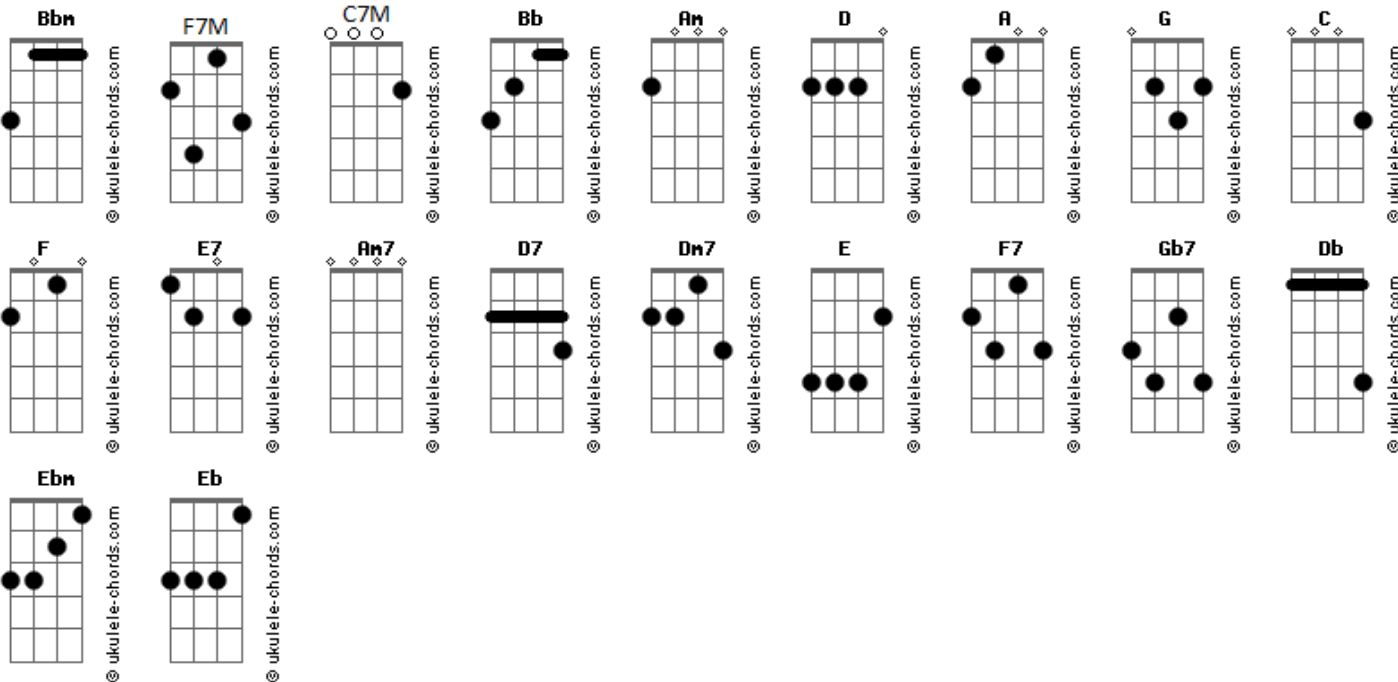 Bbm F7M C7M Bb Am D A G C
© ukulele-chords.com © ukulele-chords.com © ukulele-chords.com © ukulele-chords.com © ukulele-chords.com © ukulele-chords.com © ukulele-chords.com © ukulele-chords.com © ukulele-chords.com
F E7 Am7 D7 Dm7 E F7 Gb7 Db
© ukulele-chords.com © ukulele-chords.com © ukulele-chords.com © ukulele-chords.com © ukulele-chords.com © ukulele-chords.com © ukulele-chords.com © ukulele-chords.com © ukulele-chords.com
Ebm Eb
© ukulele-chords.com © ukulele-chords.com